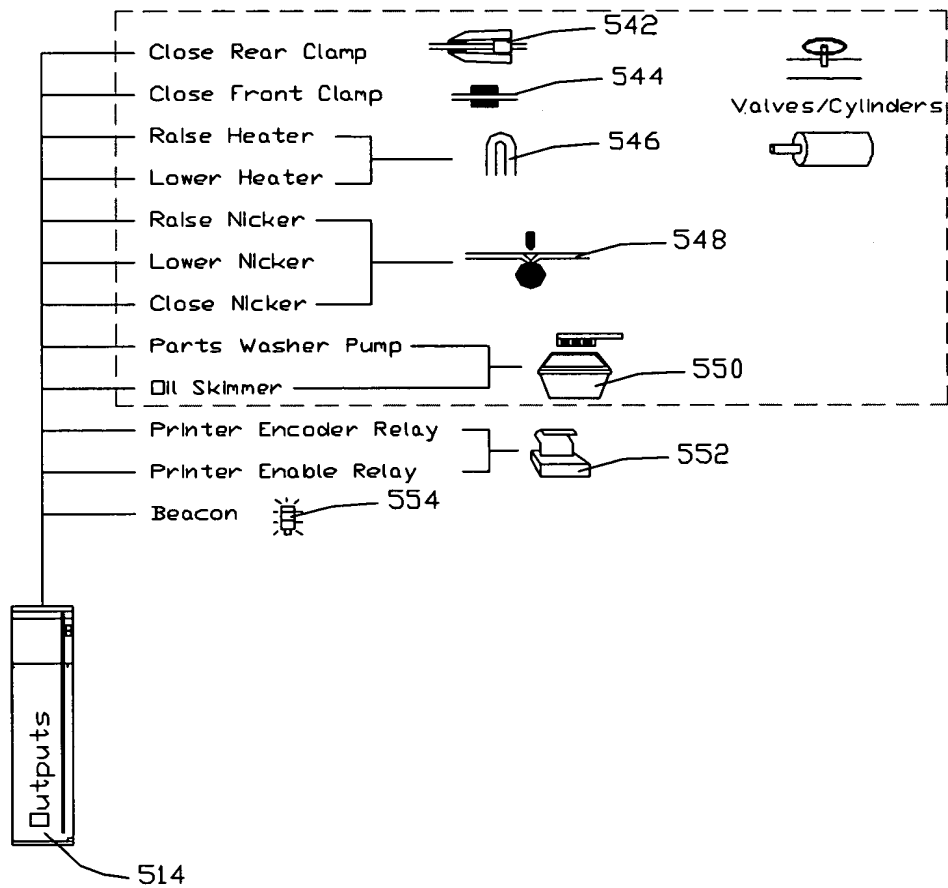 542
Close Rear Clamp
544
Close Front Clamp
Valves/Cylinders
Raise Heater
546
Lower Heater
Raise Nicker
548
Lower Nicker
Close Nicker
Parts Washer Pump
550
Oil Skimmer
Printer Encoder Relay
552
Printer Enable Relay
554
Beacon
Outputs
514